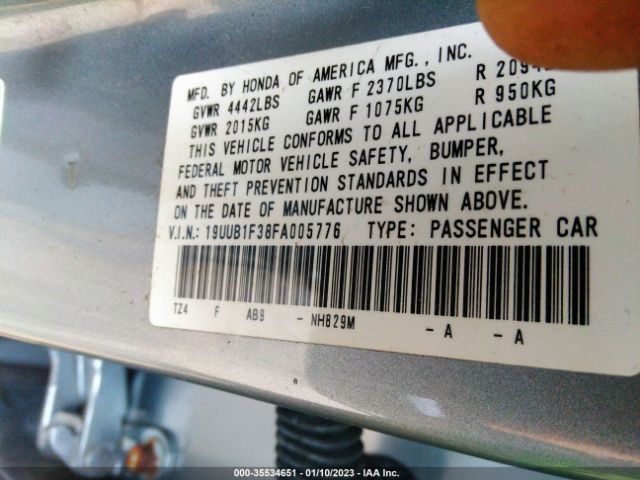 MFD. BY HONDA OF AMERICA MFG., INC.
GVWR 4442LBS GAWR F 2370LBS R 2094
GVWR 2015KG GAWR F 1075KG R 950KG
THIS VEHICLE CONFORMS TO ALL APPLICABLE
FEDERAL MOTOR VEHICLE SAFETY, BUMPER,
AND THEFT PREVENTION STANDARDS IN EFFECT
ON THE DATE OF MANUFACTURE SHOWN ABOVE.
V.I.N.: 19UUB1F38FA005776 TYPE: PASSENGER CAR
TZ4 F AB9 - NH829M - A - A
000-35534651 | 01/10/2023 | IAA Inc.